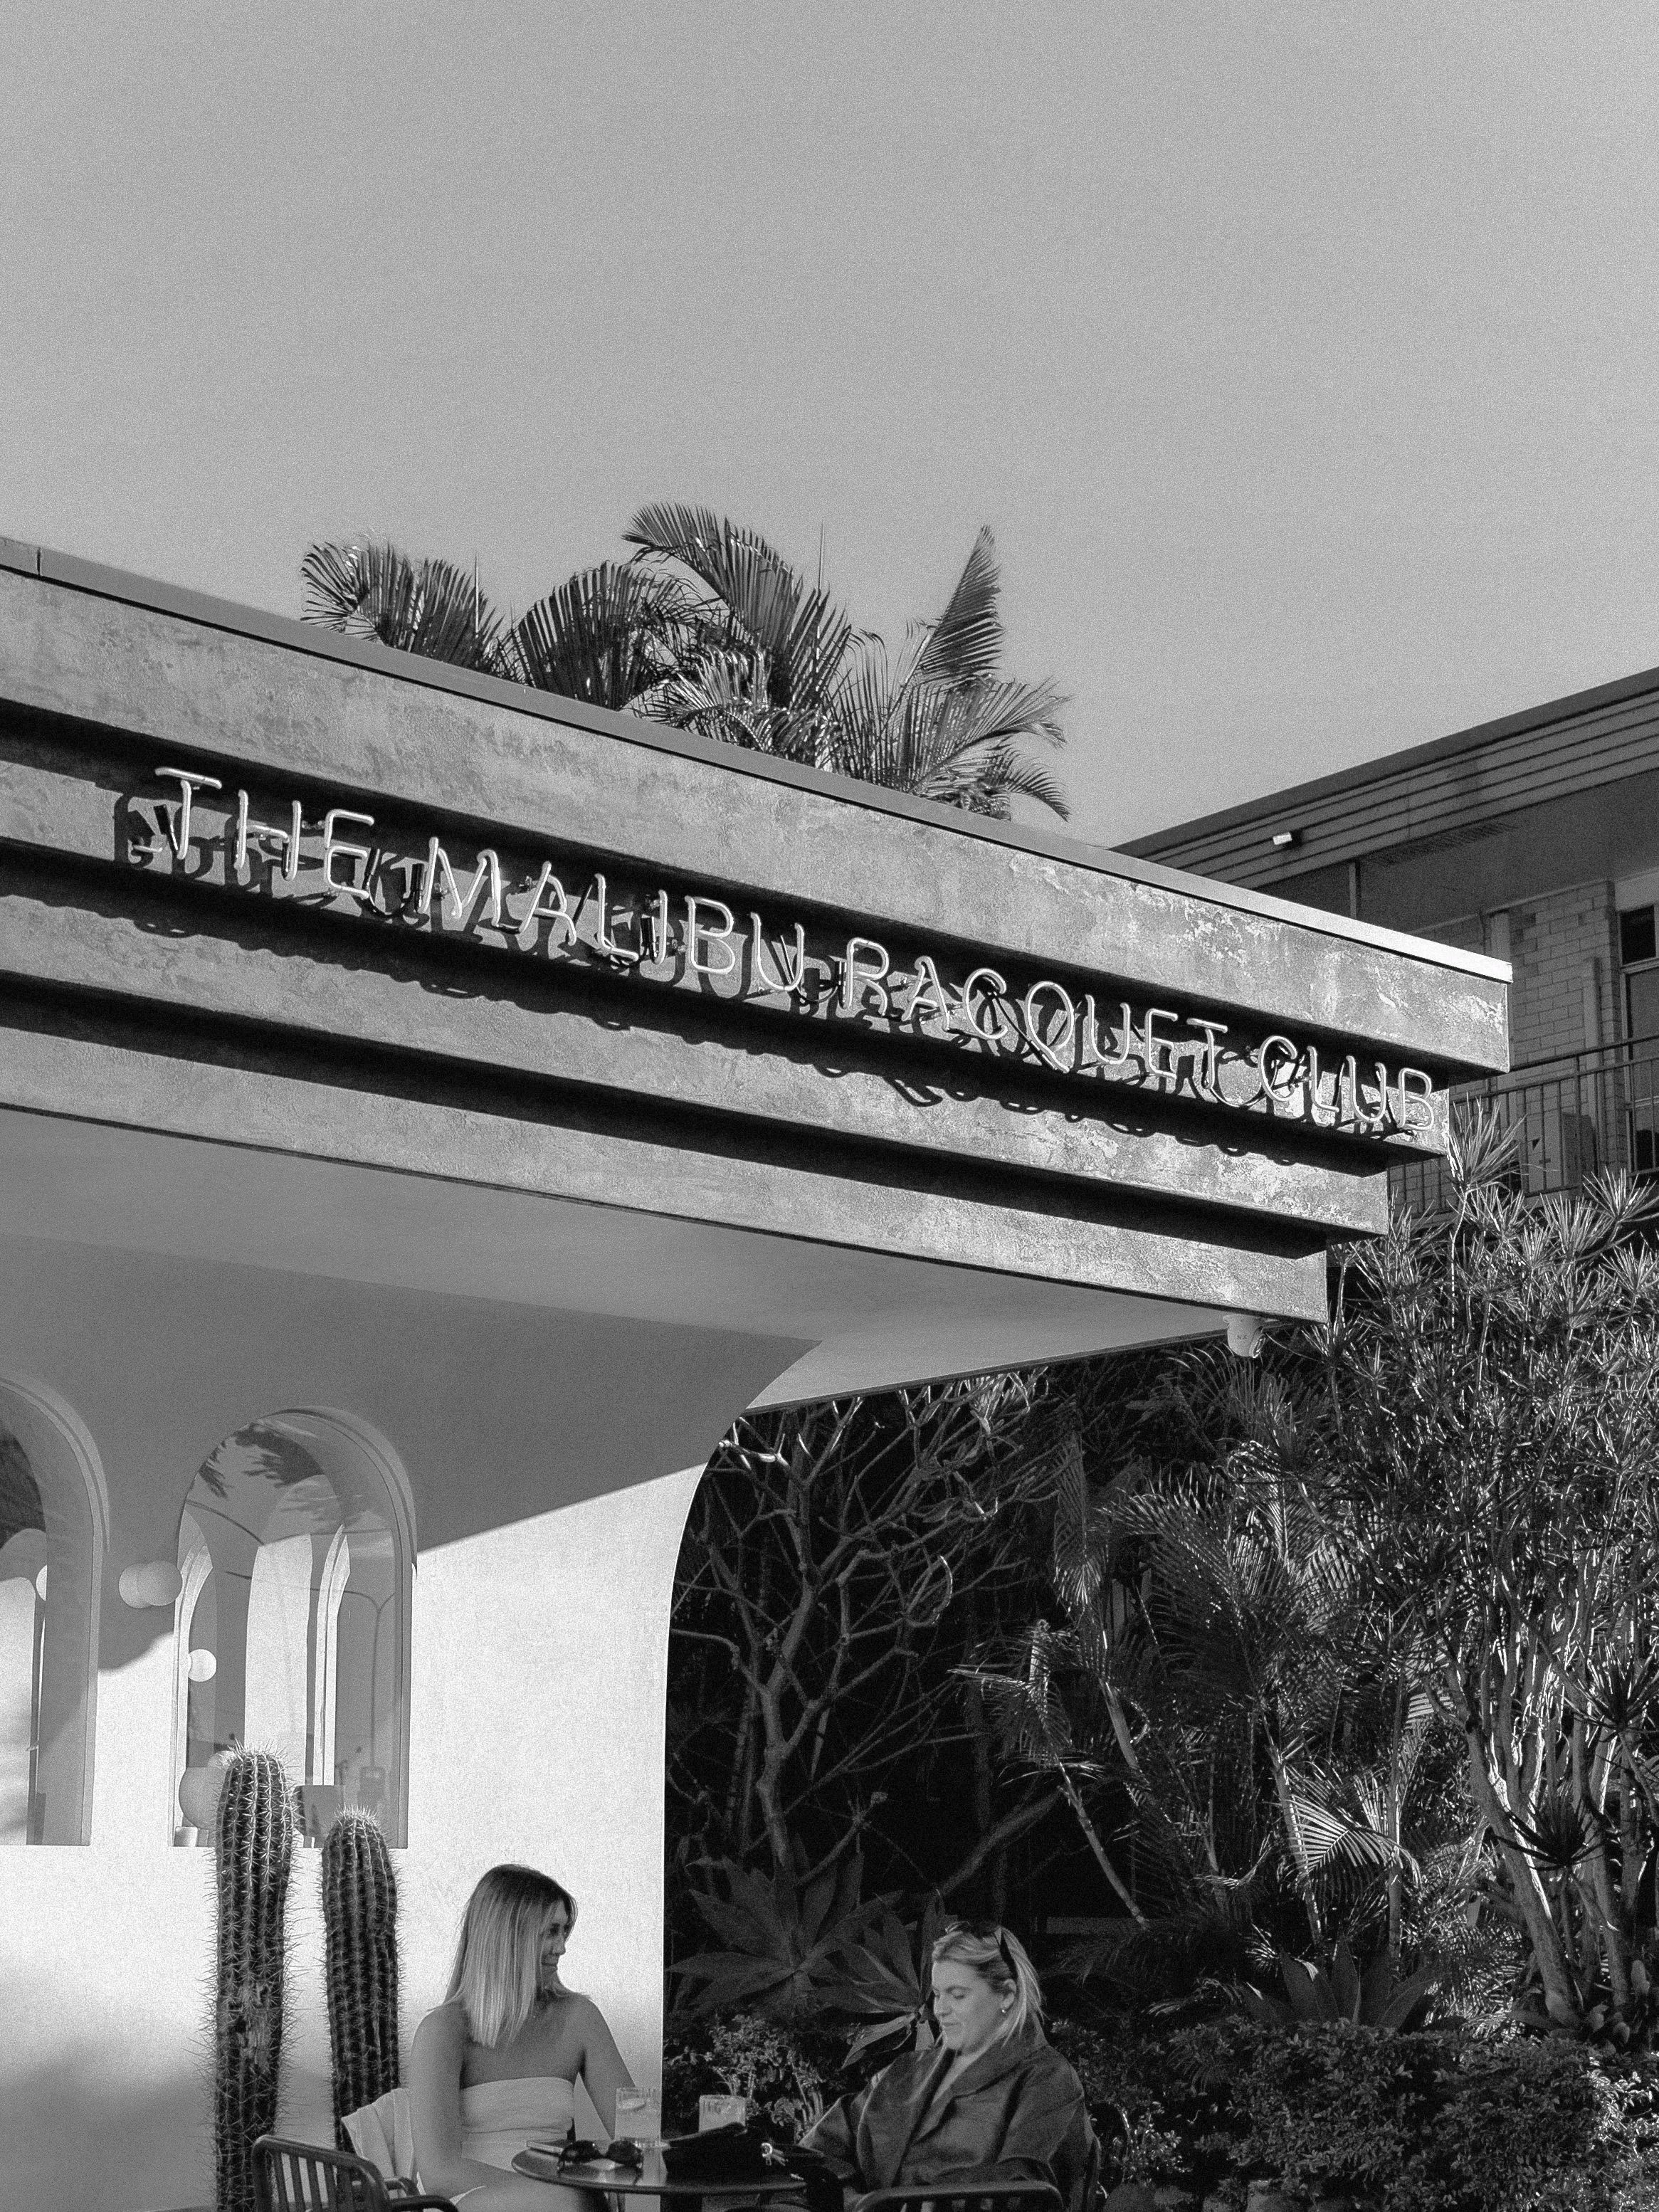 THE MALIBU RACQUET CLUB